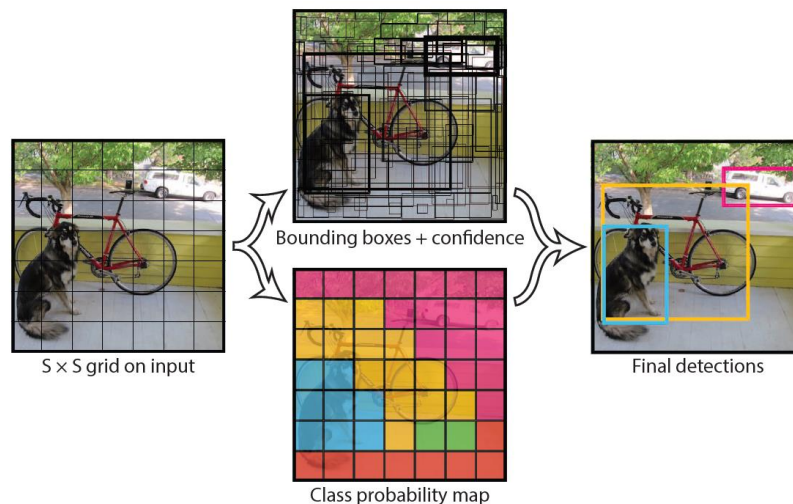 Bounding boxes + confidence
S × S grid on input
Final detections
Class probability map